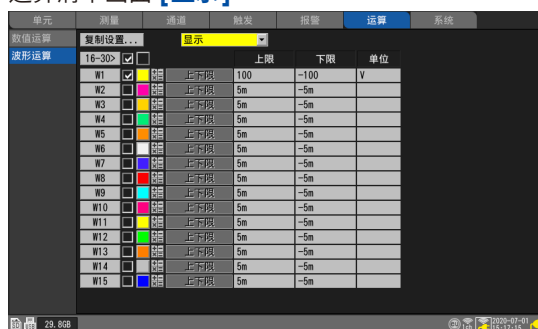 [显示]
单元 测量 通道 触发 报警 运算 系统
数值运算 复制设置... 显示
波形运算 16-30>
上限 下限 单位
W1 上下限 100 -100 V
W2 上下限 5m -5m
W3 上下限 5m -5m
W4 上下限 5m -5m
W5 上下限 5m -5m
W6 上下限 5m -5m
W7 上下限 5m -5m
W8 上下限 5m -5m
W9 上下限 5m -5m
W10 上下限 5m -5m
W11 上下限 5m -5m
W12 上下限 5m -5m
W13 上下限 5m -5m
W14 上下限 5m -5m
W15 上下限 5m -5m
29.8GB 2020-07-01
15:17:15